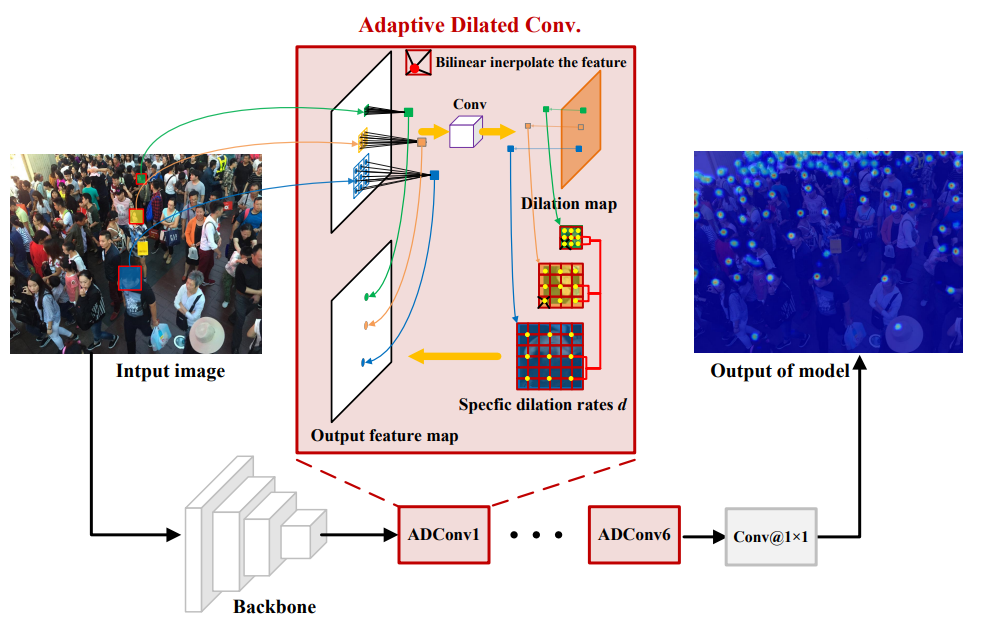 Adaptive Dilated Conv.
Bilinear inerpolate the feature
Conv
Dilation map
Specfic dilation rates d
Output feature map
Intput image
Output of model
Backbone
ADConv1
ADConv6
Conv@1×1